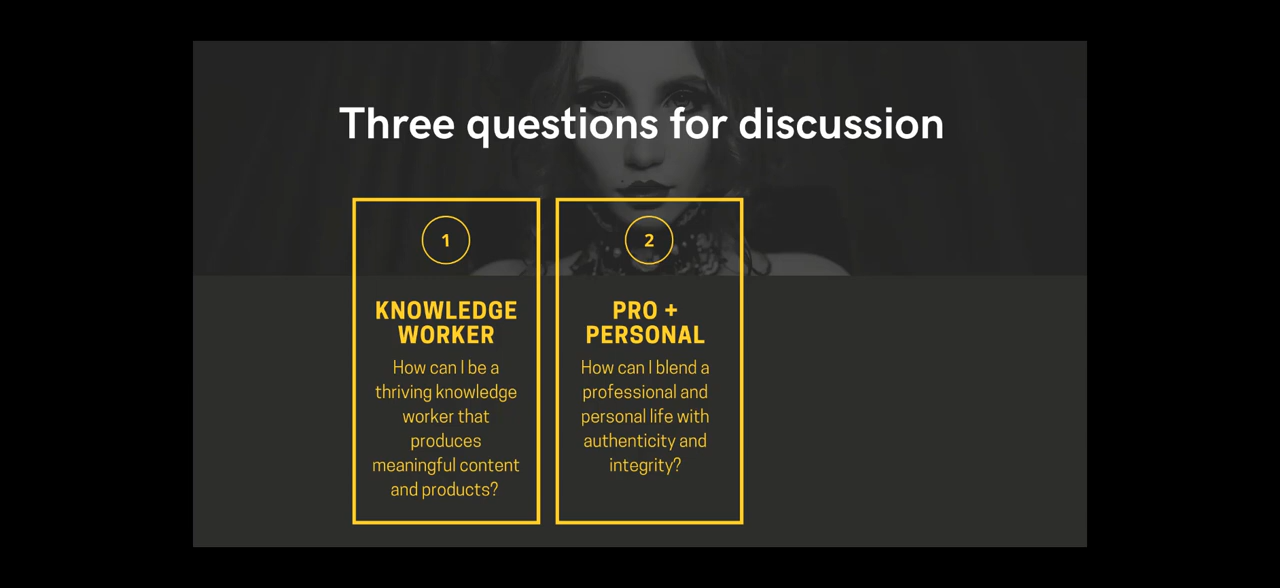 Three questions for discussion
1
KNOWLEDGE
WORKER
How can I be a
thriving knowledge
worker that
produces
meaningful content
and products?
2
PRO +
PERSONAL
How can I blend a
professional and
personal life with
authenticity and
integrity?